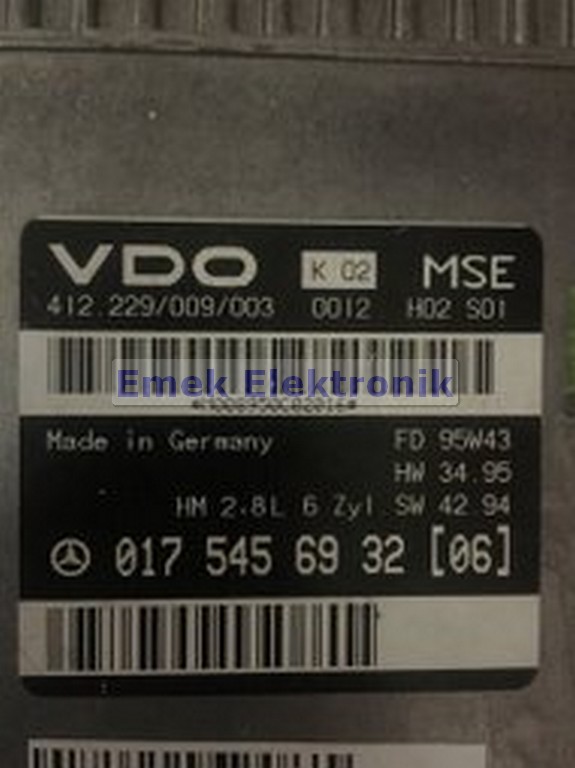 VDO K 02 MSE
412.229/009/003 0012 H02 S01
Emek Elektronik
Made in Germany FD 95W43
HW 34.95
HM 2.8L 6 Zyl SW 42 94
017 545 69 32 [06]